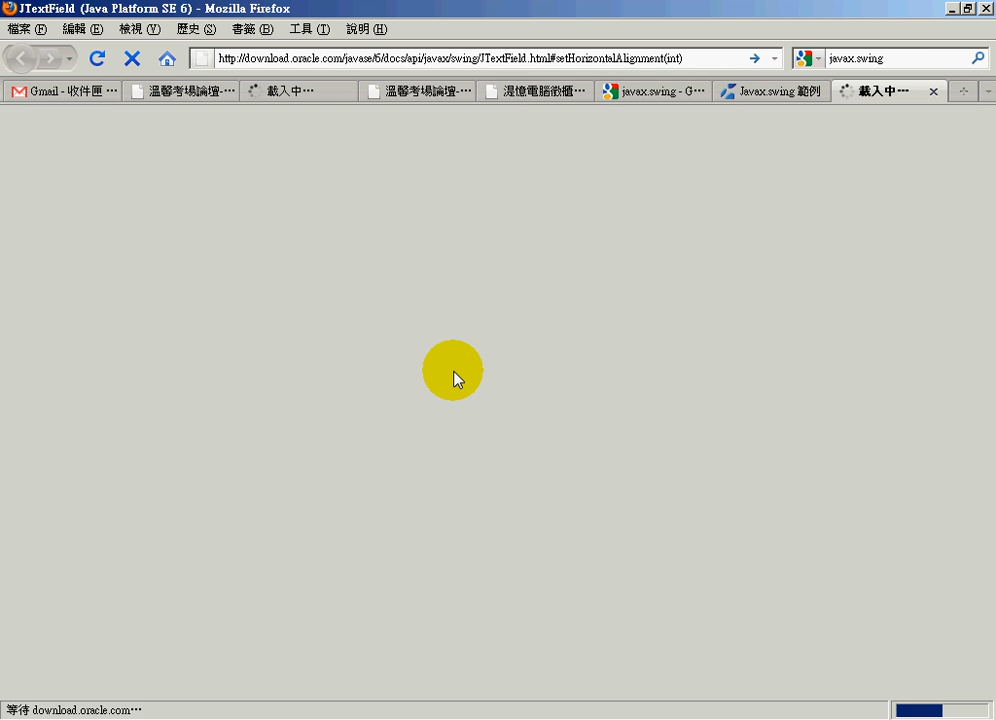 JTextField (Java Platform SE 6) - Mozilla Firefox
檔案(F) 編輯(E) 檢視(V) 歷史(S) 書籤(B) 工具(T) 說明(H)
http://download.oracle.com/javase/6/docs/api/javax/swing/JTextField.html#setHorizontalAlignment(int) javax.swing
Gmail - 收件匣 … 溫馨考場論壇-… 載入中… 溫馨考場論壇-… 湜憶電腦徵櫃… javax.swing - G… Javax.swing 範例 載入中…
等待 download.oracle.com…